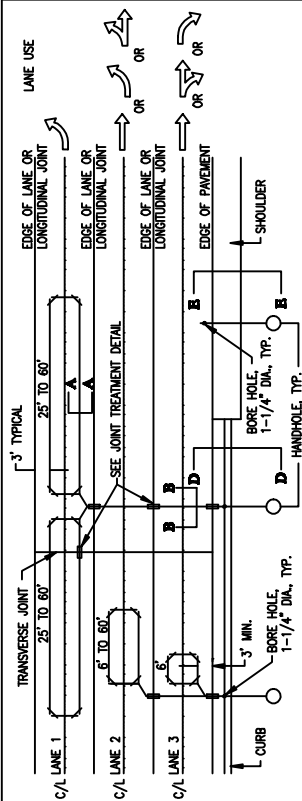 LANE USE
OR
OR
OR
OR
EDGE OF LANE OR
LONGITUDINAL JOINT
EDGE OF LANE OR
LONGITUDINAL JOINT
EDGE OF LANE OR
LONGITUDINAL JOINT
EDGE OF PAVEMENT
3' TYPICAL
TRANSVERSE JOINT
25' TO 60'
25' TO 60'
A
A
SEE JOINT TREATMENT DETAIL
C/L LANE 1
C/L LANE 2
C/L LANE 3
6' TO 60'
6'
B
B
3' MIN.
D
D
E
E
SHOULDER
BORE HOLE,
1-1/4" DIA., TYP.
HANDHOLE, TYP.
BORE HOLE,
1-1/4" DIA., TYP.
CURB